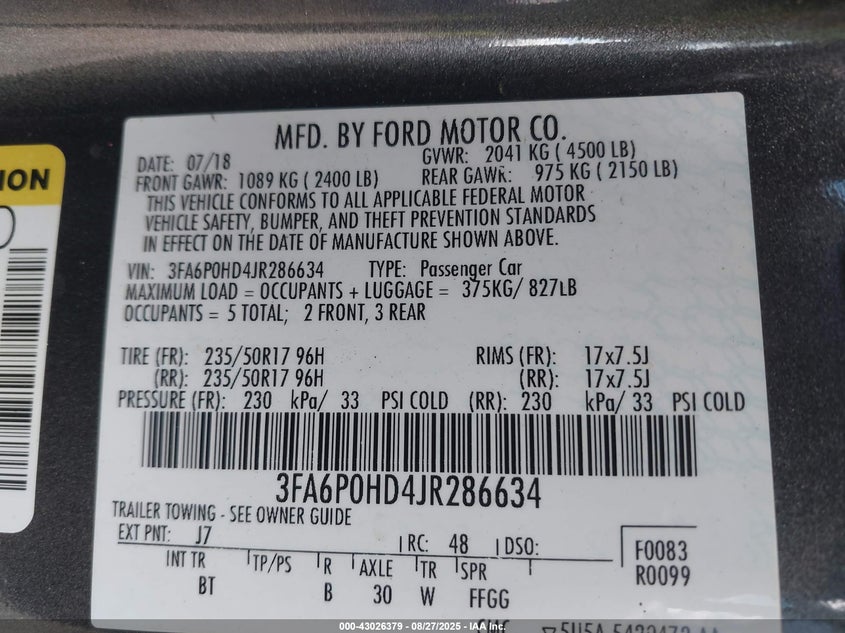 MFD. BY FORD MOTOR CO.
DATE: 07/18 GVWR: 2041 KG ( 4500 LB)
FRONT GAWR: 1089 KG ( 2400 LB) REAR GAWR: 975 KG ( 2150 LB)
THIS VEHICLE CONFORMS TO ALL APPLICABLE FEDERAL MOTOR
VEHICLE SAFETY, BUMPER, AND THEFT PREVENTION STANDARDS
IN EFFECT ON THE DATE OF MANUFACTURE SHOWN ABOVE.
VIN: 3FA6P0HD4JR286634 TYPE: Passenger Car
MAXIMUM LOAD = OCCUPANTS + LUGGAGE = 375KG/ 827LB
OCCUPANTS = 5 TOTAL; 2 FRONT, 3 REAR
TIRE (FR): 235/50R17 96H RIMS (FR): 17x7.5J
(RR): 235/50R17 96H (RR): 17x7.5J
PRESSURE (FR): 230 kPa/ 33 PSI COLD (RR): 230 kPa/ 33 PSI COLD
3FA6P0HD4JR286634
TRAILER TOWING - SEE OWNER GUIDE
EXT PNT: J7 RC: 48 DSO: F0083
INT TR TP/PS R AXLE TR SPR R0099
BT B 30 W FFGG
000-43026379 - 08/27/2025 - COPYRIGHT IAA, LLC.